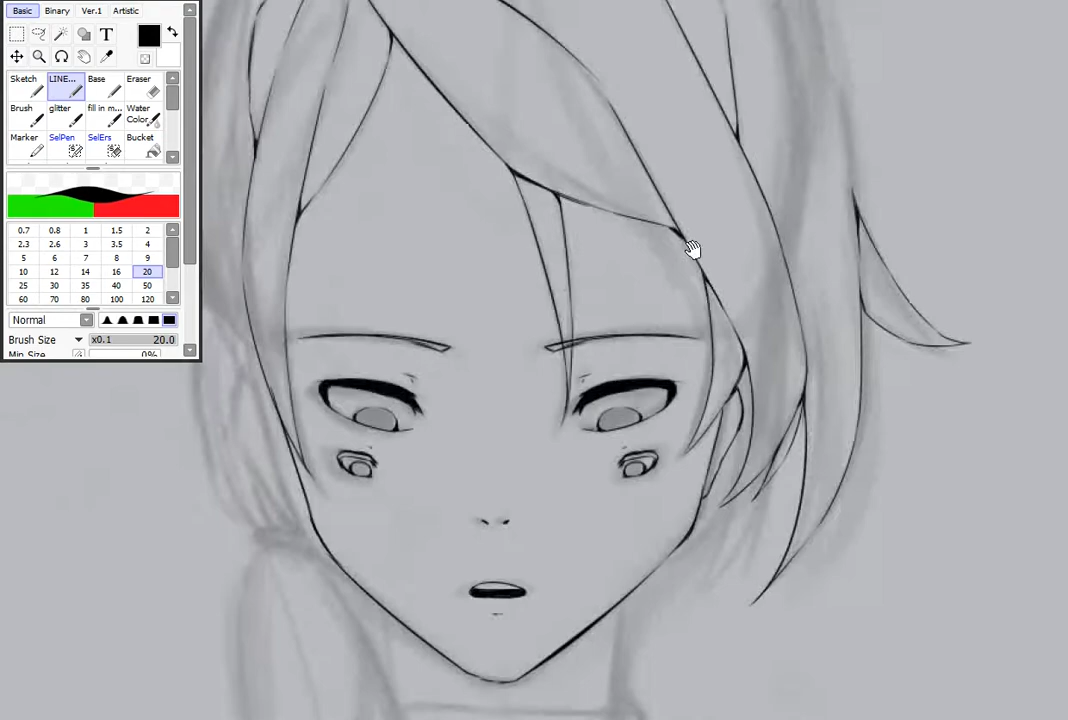 Basic Binary Ver.1 Artistic
T
Sketch LINE... Base Eraser
Brush glitter fill in m... Water Color
Marker SelPen SelErs Bucket
0.7 0.8 1 1.5 2
2.3 2.6 3 3.5 4
5 6 7 8 9
10 12 14 16 20
25 30 35 40 50
60 70 80 100 120
Normal
Brush Size x0.1 20.0
Min Size 0%